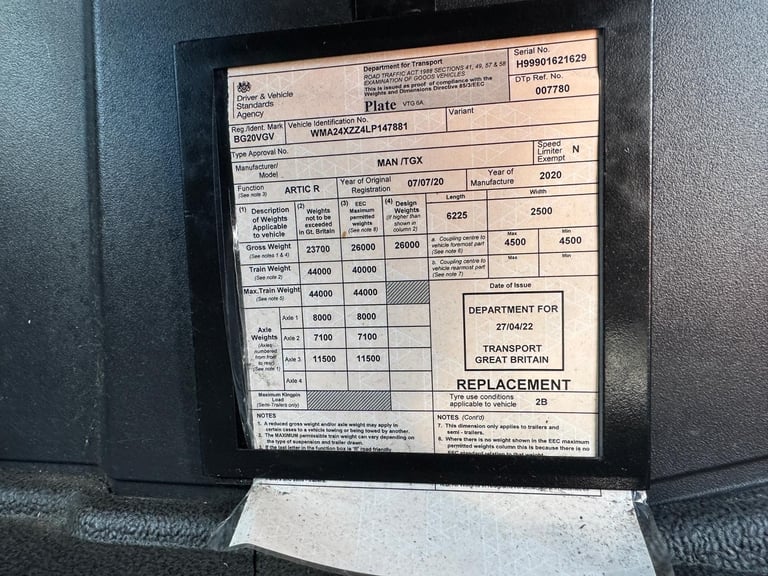 Driver & Vehicle
Standards
Agency
Department for Transport
ROAD TRAFFIC ACT 1988 SECTIONS 41, 49, 57 & 58
EXAMINATION OF GOODS VEHICLES
This is issued as proof of compliance with the
Weights and Dimensions Directive 85/3/EEC
Plate VTG 6A
Serial No.
H99901621629
DTp Ref. No.
007780
Reg./Ident. Mark
BG20VGV
Vehicle Identification No.
WMA24XZZ4LP147881
Variant
Type Approval No.
Manufacturer/
Model
MAN /TGX
Speed
Limiter
Exempt
N
Function
(See note 3)
ARTIC R
Year of Original
Registration
07/07/20
Year of
Manufacture
2020
(1) Description
of Weights
Applicable
to vehicle
(2)
Weights
not to be
exceeded
in Gt. Britain
(3) EEC
Maximum
permitted
weights
(See note 8)
(4) Design
Weights
(if higher than
shown in
column 2)
Length
6225
Width
2500
Gross Weight
(See notes 1 & 4)
23700
26000
26000
a. Coupling centre to
vehicle foremost part
(See note 6)
Max
4500
Min
4500
Train Weight
(See note 2)
44000
40000
b. Coupling centre to
vehicle rearmost part
(See note 7)
Max
Min
Max. Train Weight
(See note 5)
44000
44000
Axle
Weights
(Axles
numbered
from front
to rear)
(See note 1)
Axle 1
8000
8000
Axle 2
7100
7100
Axle 3
11500
11500
Axle 4
Maximum Kingpin
Load
(Semi-Trailers only)
Date of Issue
DEPARTMENT FOR
27/04/22
TRANSPORT
GREAT BRITAIN
REPLACEMENT
Tyre use conditions
applicable to vehicle
2B
NOTES
1. A reduced gross weight and/or axle weight may apply in
certain cases to a vehicle towing or being towed by another.
2. The MAXIMUM permissible train weight can vary depending on
the type of suspension and trailer drawn.
3. If the last letter in the function box is 'R' road friendly
NOTES (Cont'd)
7. This dimension only applies to trailers and
semi - trailers.
8. Where there is no weight shown in the EEC maximum
permitted weights column this is because there is no